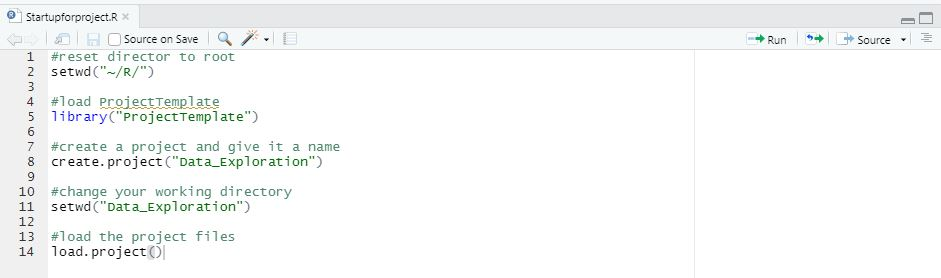 Startupforproject.R
Source on Save
Run
Source
1 #reset director to root
2 setwd("~/R/")
3
4 #load ProjectTemplate
5 library("ProjectTemplate")
6
7 #create a project and give it a name
8 create.project("Data_Exploration")
9
10 #change your working directory
11 setwd("Data_Exploration")
12
13 #load the project files
14 load.project()